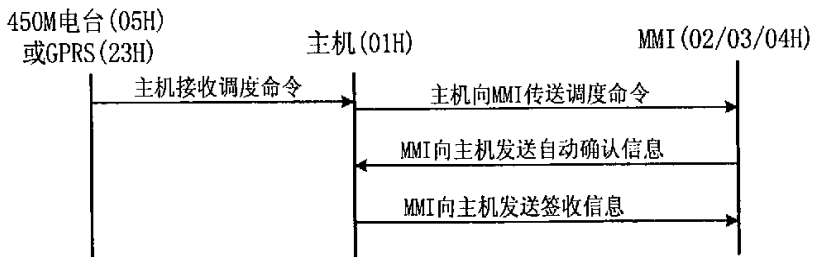 450M电台(05H)
或GPRS(23H)
主机(01H)
MMI(02/03/04H)
主机接收调度命令
主机向MMI传送调度命令
MMI向主机发送自动确认信息
MMI向主机发送签收信息